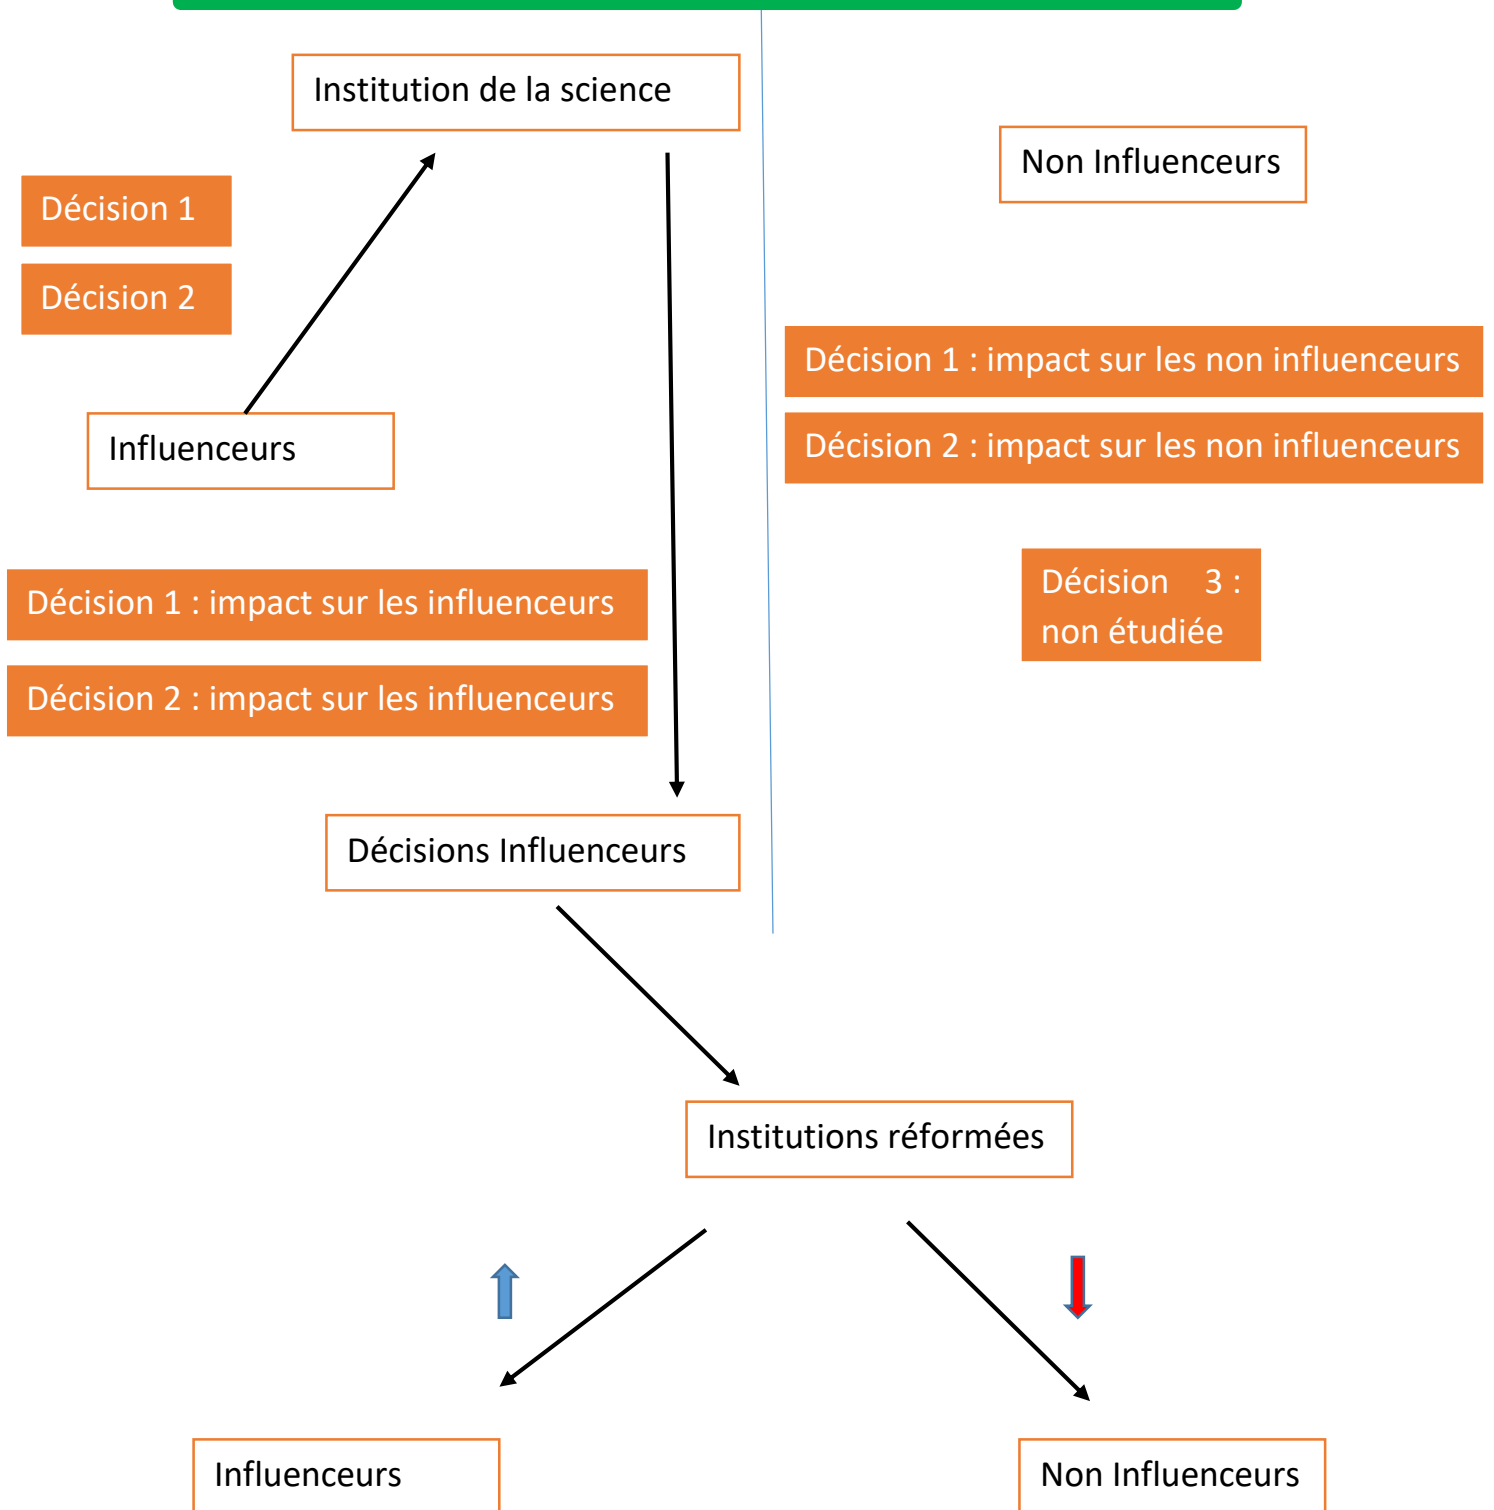 Institution de la science
Non Influenceurs
Décision 1
Décision 2
Décision 1 : impact sur les non influenceurs
Influenceurs
Décision 2 : impact sur les non influenceurs
Décision 3 :
non étudiée
Décision 1 : impact sur les influenceurs
Décision 2 : impact sur les influenceurs
Décisions Influenceurs
Institutions réformées
Influenceurs
Non Influenceurs